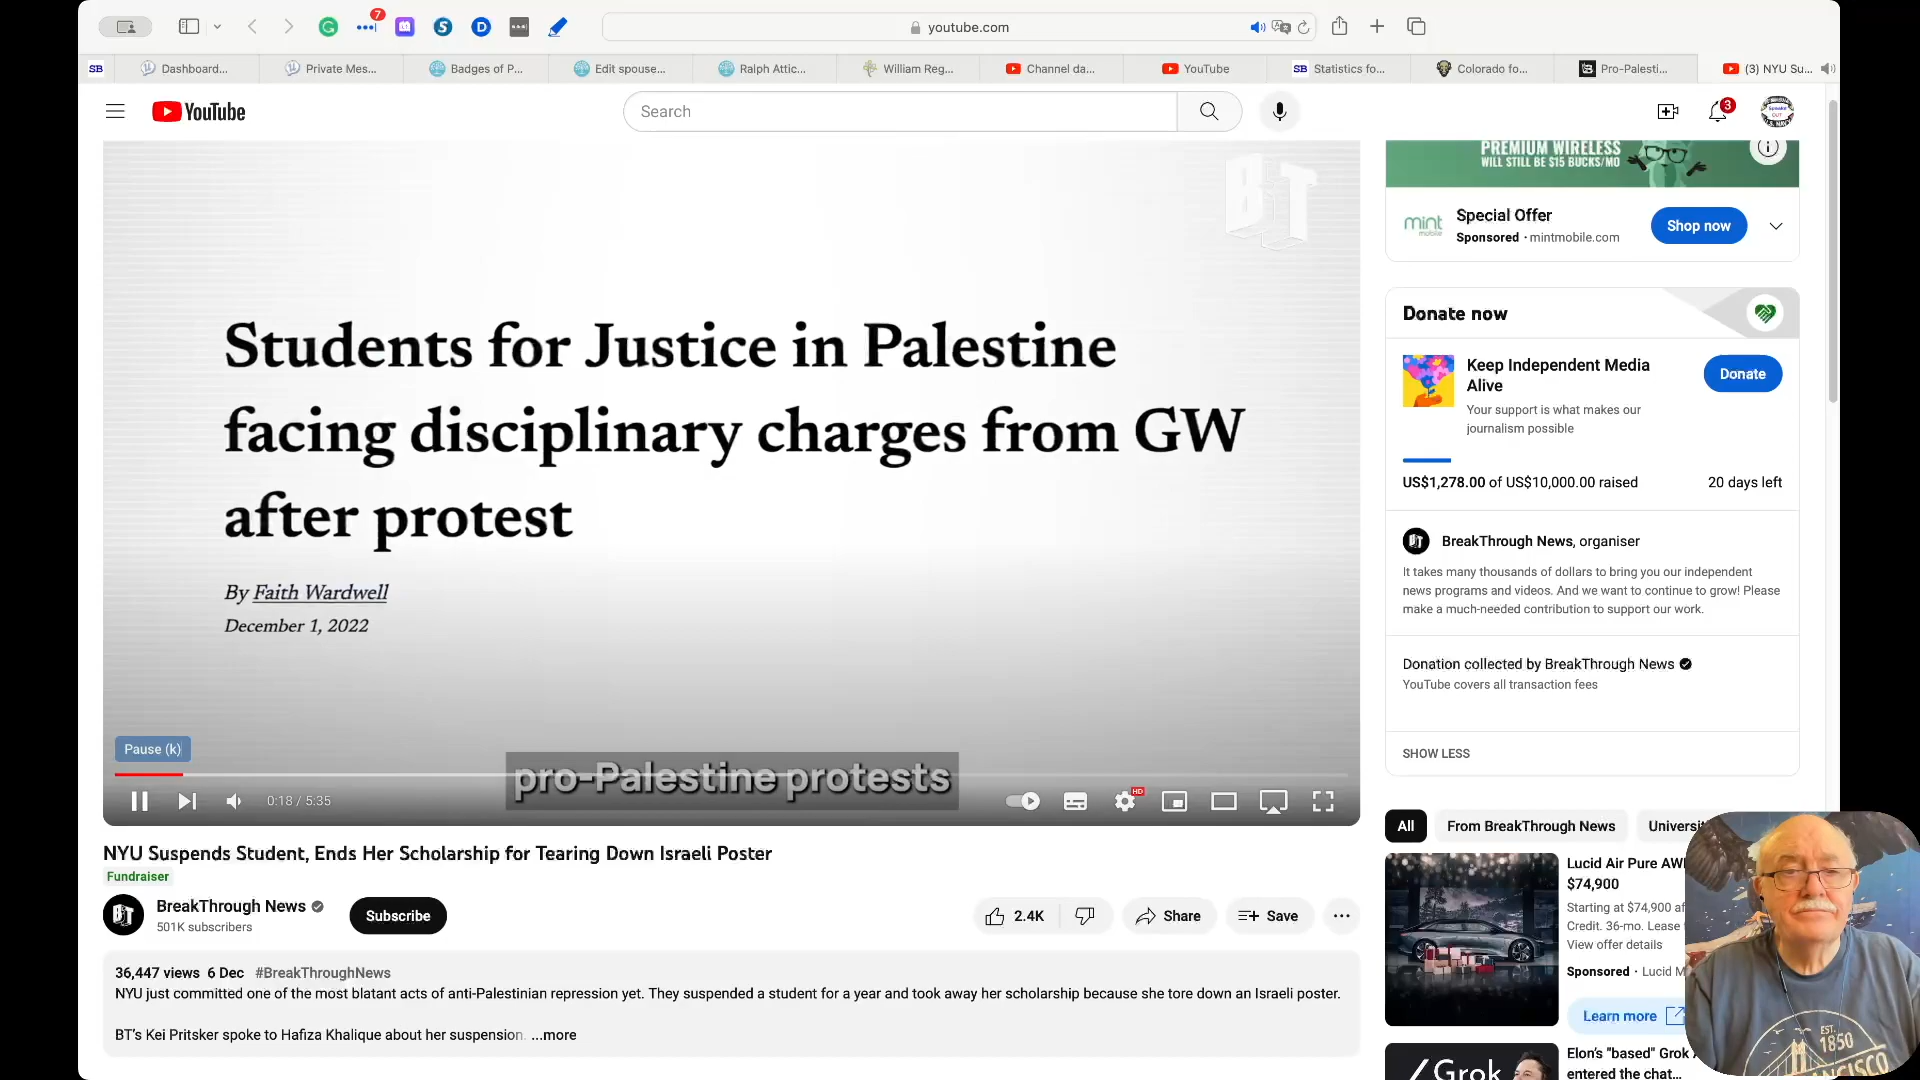 7
youtube.com
SB
Dashboard...
Private Mes...
Badges of P...
Edit spouse...
Ralph Attic...
William Reg...
Channel da...
YouTube
SB Statistics fo...
Colorado fo...
Pro-Palesti...
(3) NYU Su...
YouTube
Search
3
BT
Students for Justice in Palestine
facing disciplinary charges from GW
after protest
By Faith Wardwell
December 1, 2022
Pause (k)
pro-Palestine protests
0:18 / 5:35
HD
NYU Suspends Student, Ends Her Scholarship for Tearing Down Israeli Poster
Fundraiser
BreakThrough News
501K subscribers
Subscribe
2.4K
Share
Save
36,447 views 6 Dec #BreakThroughNews
NYU just committed one of the most blatant acts of anti-Palestinian repression yet. They suspended a student for a year and took away her scholarship because she tore down an Israeli poster.
BT's Kei Pritsker spoke to Hafiza Khalique about her suspension. ...more
PREMIUM WIRELESS
WILL STILL BE $15 BUCKS/MO
mint
mobile
Special Offer
Sponsored · mintmobile.com
Shop now
Donate now
Keep Independent Media
Alive
Your support is what makes our
journalism possible
Donate
US$1,278.00 of US$10,000.00 raised
20 days left
BT
BreakThrough News, organiser
It takes many thousands of dollars to bring you our independent
news programs and videos. And we want to continue to grow! Please
make a much-needed contribution to support our work.
Donation collected by BreakThrough News
YouTube covers all transaction fees
SHOW LESS
All
From BreakThrough News
Universit
Lucid Air Pure AW
$74,900
Starting at $74,900 af
Credit. 36-mo. Lease
View offer details
Sponsored · Lucid M
Learn more
Grok
Elon's "based" Grok
entered the chat...
EST.
1850